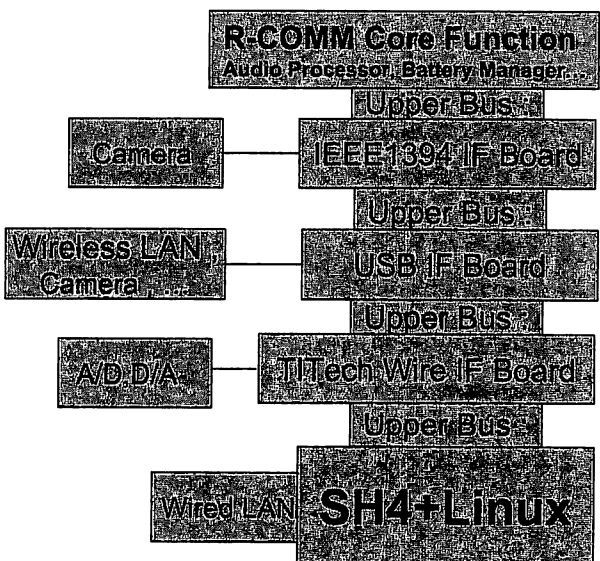 R-COMM Core Function
Audio Processor, Battery Manager...
Upper Bus
Camera
IEEE1394 IF Board
Upper Bus
Wireless LAN,
Camera, ...
USB IF Board
Upper Bus
A/D D/A
TITech Wire IF Board
Upper Bus
Wired LAN
SH4+Linux